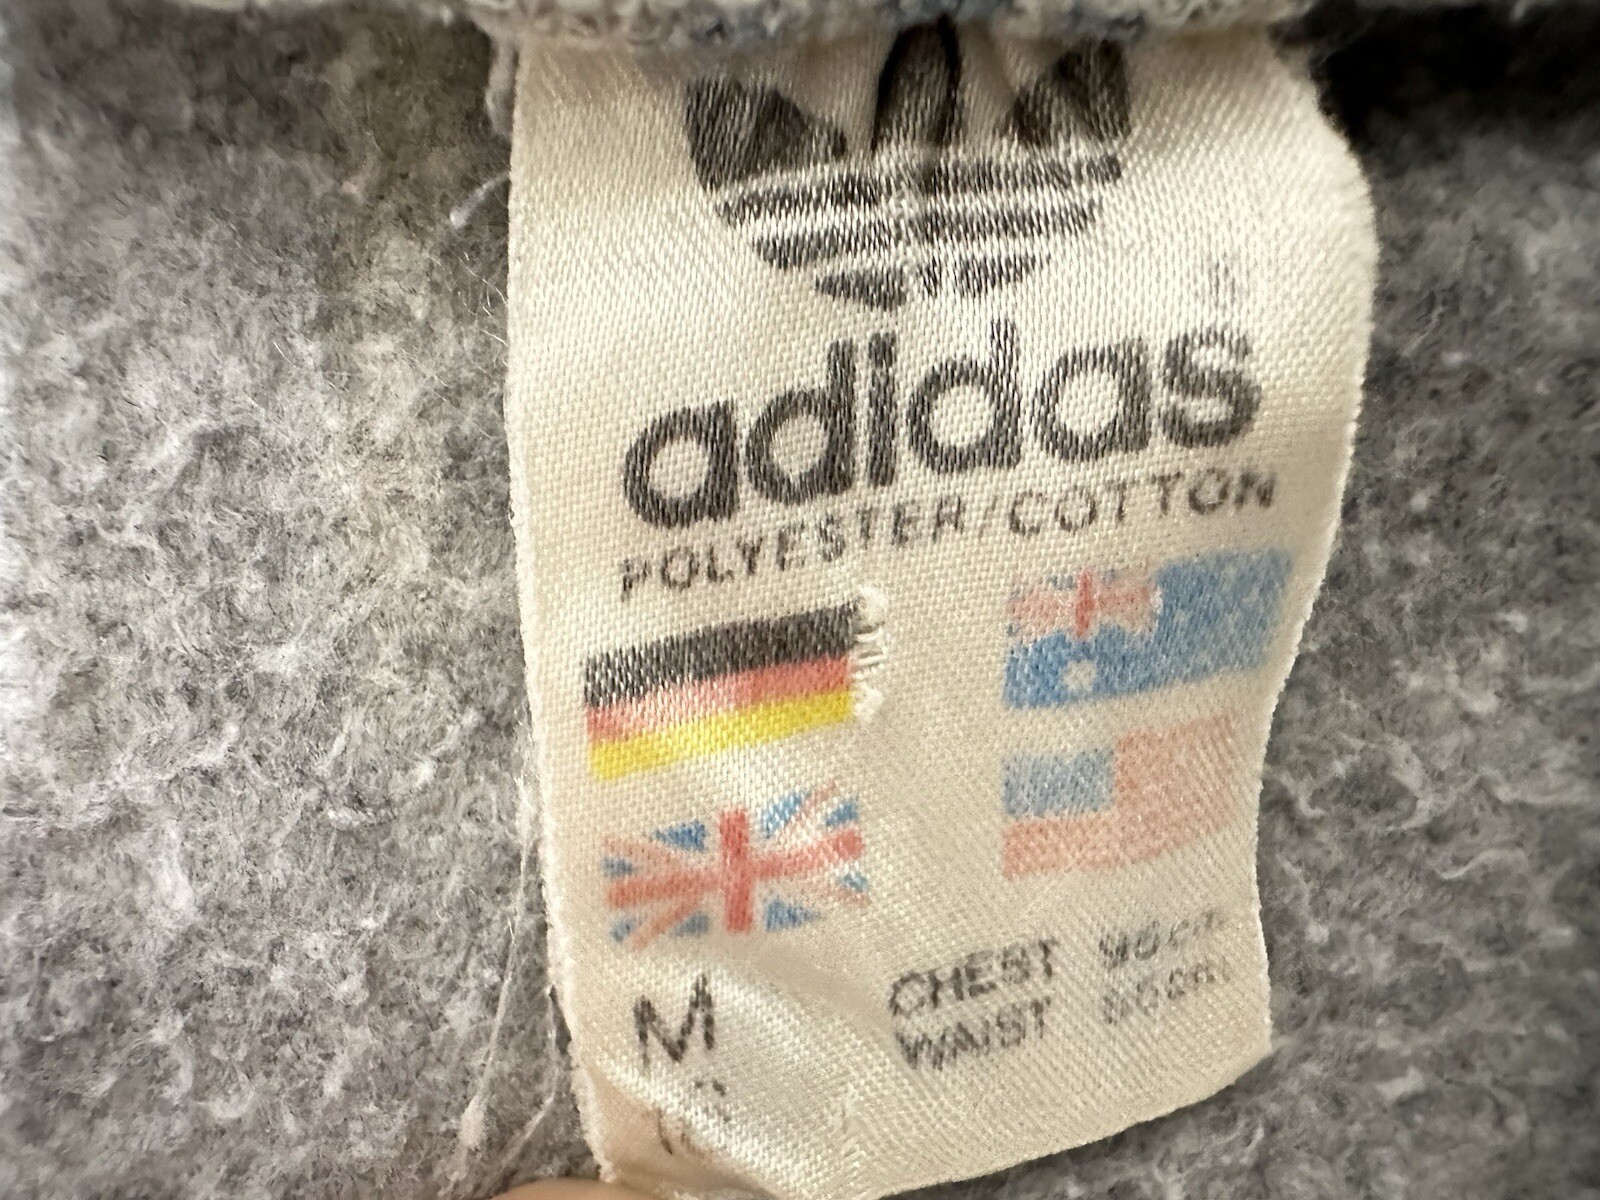 adidas
POLYESTER/COTTON
M
CHEST
WAIST